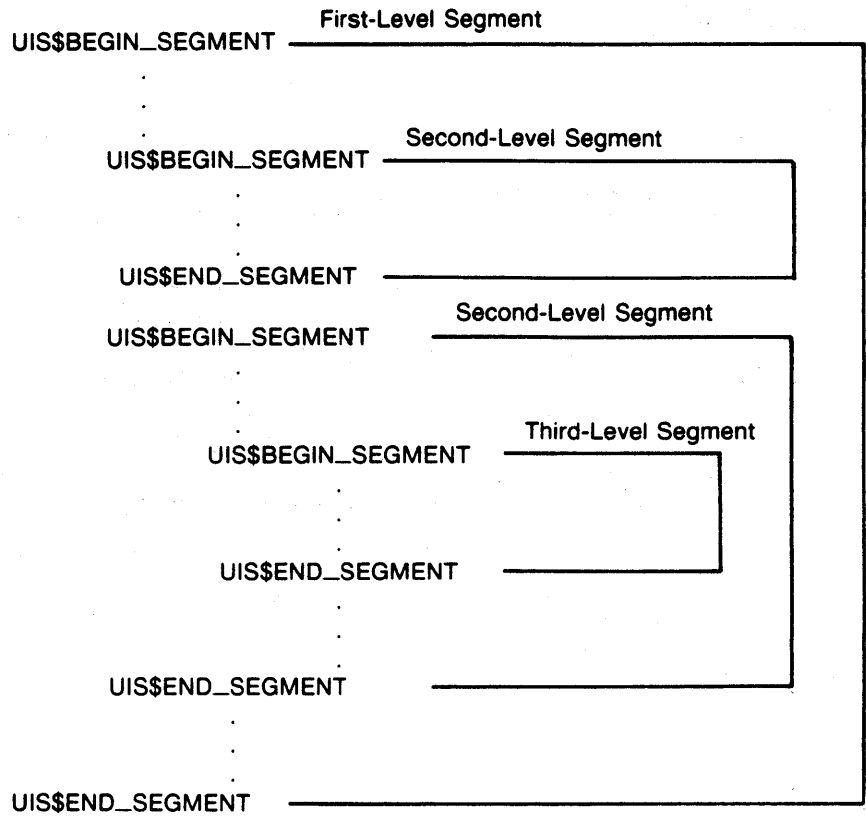 First-Level Segment
UIS$BEGIN_SEGMENT
.
.
.
Second-Level Segment
UIS$BEGIN_SEGMENT
.
.
.
UIS$END_SEGMENT
Second-Level Segment
UIS$BEGIN_SEGMENT
.
.
.
Third-Level Segment
UIS$BEGIN_SEGMENT
.
.
.
UIS$END_SEGMENT
.
.
.
UIS$END_SEGMENT
.
.
.
UIS$END_SEGMENT